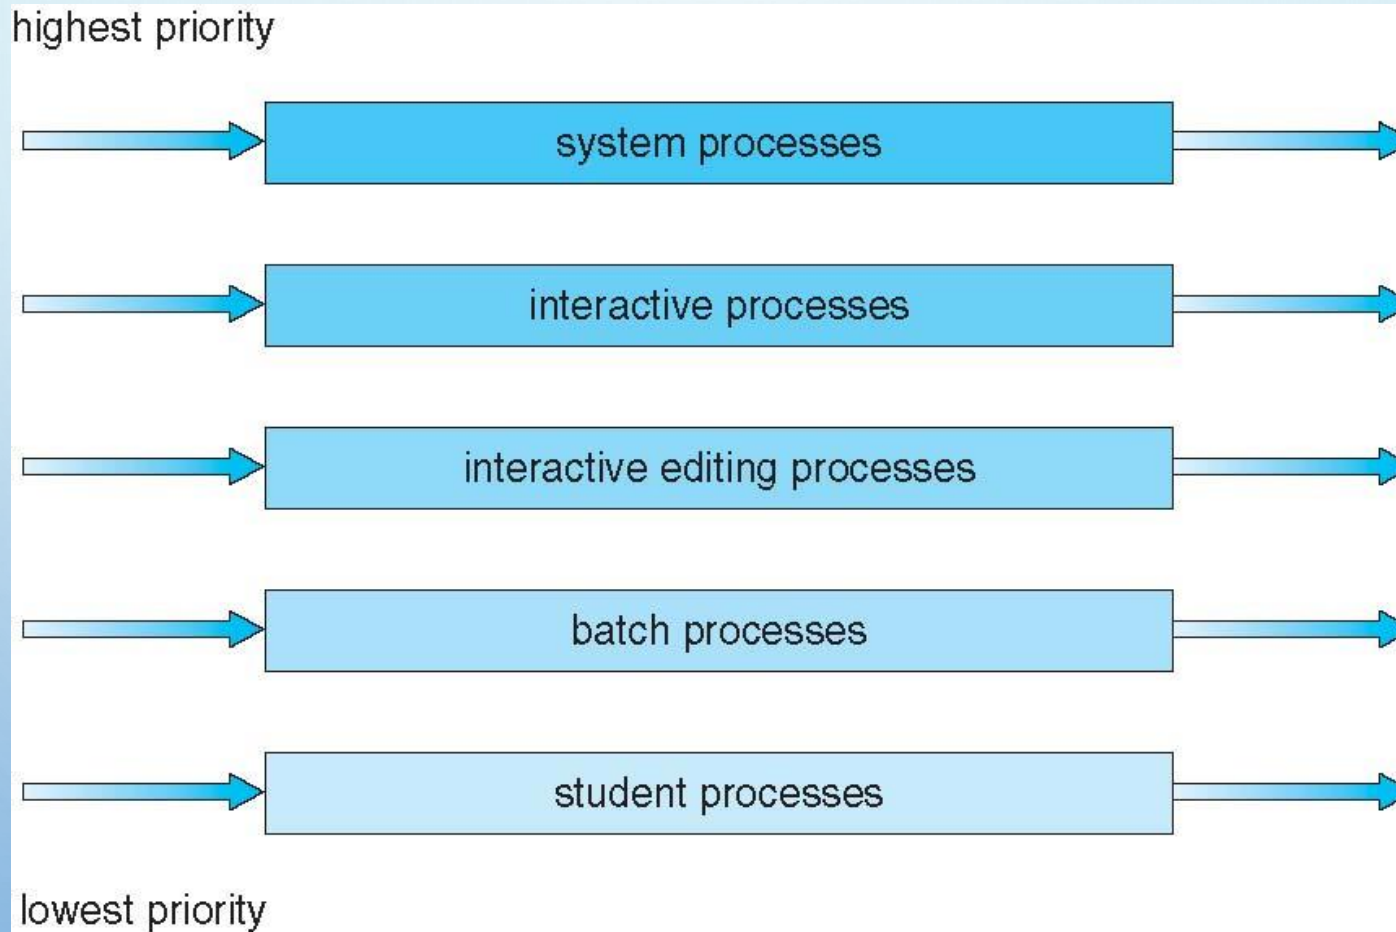 highest priority
system processes
interactive processes
interactive editing processes
batch processes
student processes
lowest priority